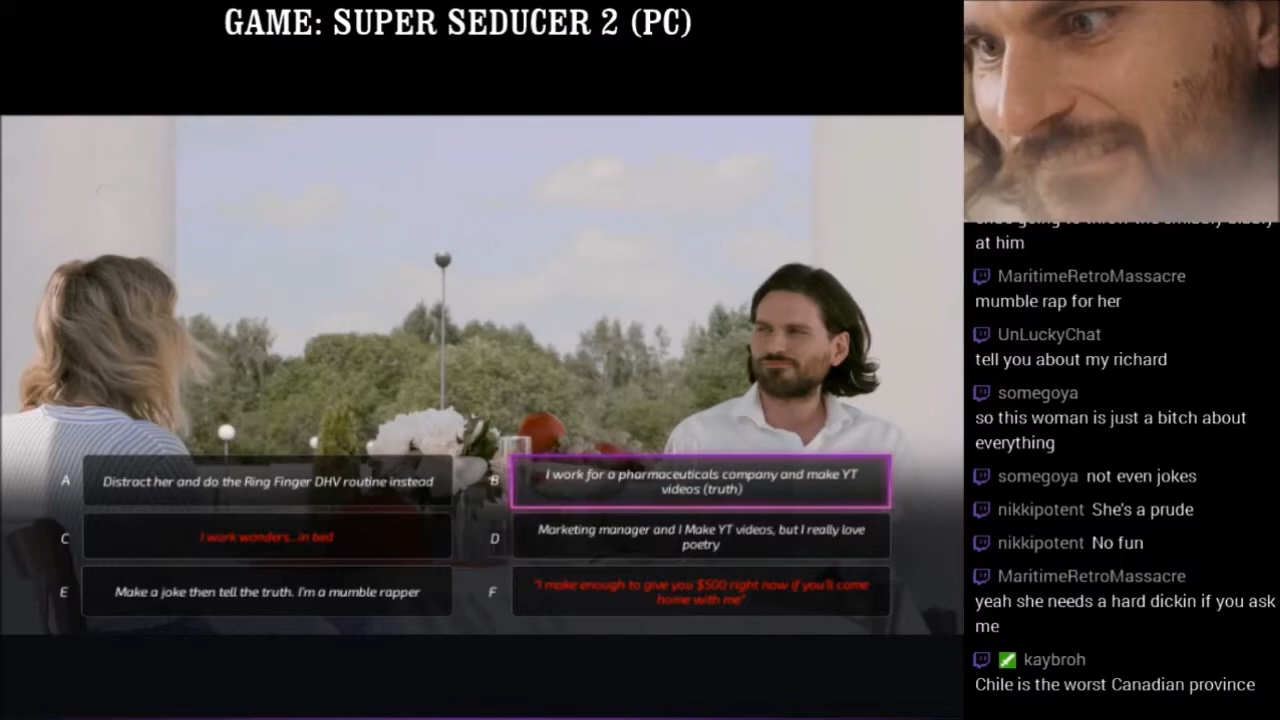 GAME: SUPER SEDUCER 2 (PC)
A
Distract her and do the Ring Finger DHV routine instead
B
I work for a pharmaceuticals company and make YT
videos (truth)
C
I work wonders...in bed
D
Marketing manager and I Make YT videos, but I really love
poetry
E
Make a joke then tell the truth. I'm a mumble rapper
F
"I make enough to give you $500 right now if you'll come
home with me"
at him
MaritimeRetroMassacre
mumble rap for her
UnLuckyChat
tell you about my richard
somegoya
so this woman is just a bitch about
everything
somegoya not even jokes
nikkipotent She's a prude
nikkipotent No fun
MaritimeRetroMassacre
yeah she needs a hard dickin if you ask
me
kaybroh
Chile is the worst Canadian province